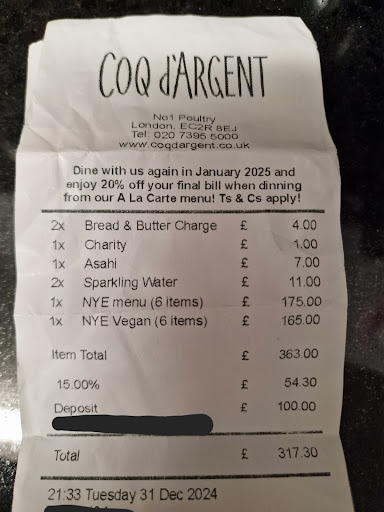 COQ d'ARGENT
No1 Poultry
London, EC2R 8EJ
Tel: 020 7395 5000
www.coqdargent.co.uk
Dine with us again in January 2025 and
enjoy 20% off your final bill when dinning
from our A La Carte menu! Ts & Cs apply!
2x Bread & Butter Charge £ 4.00
1x Charity £ 1.00
1x Asahi £ 7.00
2x Sparkling Water £ 11.00
1x NYE menu (6 items) £ 175.00
1x NYE Vegan (6 items) £ 165.00
Item Total £ 363.00
15.00% £ 54.30
Deposit £ 100.00
Total £ 317.30
21:33 Tuesday 31 Dec 2024